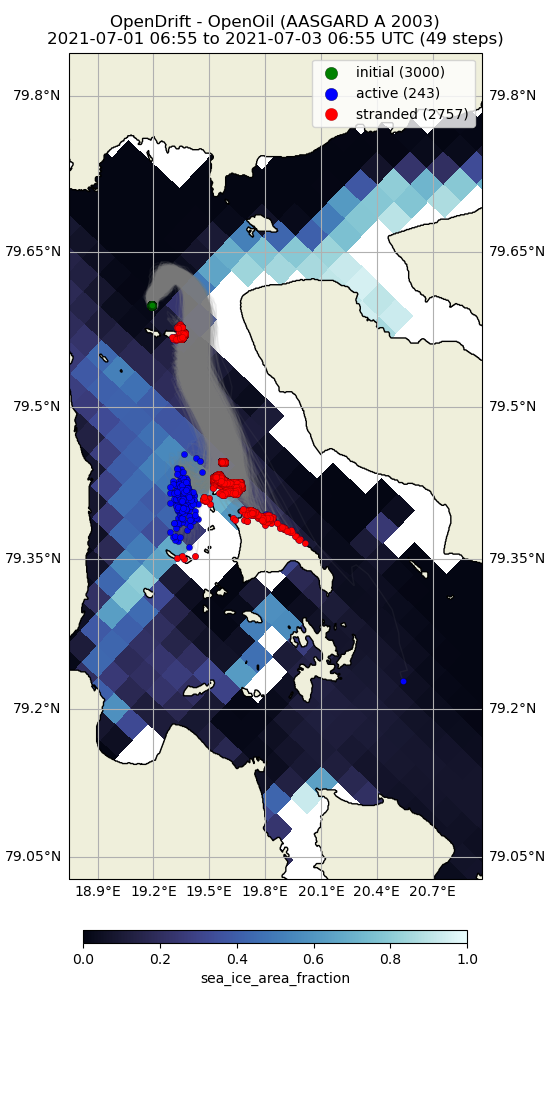 OpenDrift - OpenOil (AASGARD A 2003)
2021-07-01 06:55 to 2021-07-03 06:55 UTC (49 steps)
initial (3000)
active (243)
stranded (2757)
79.8°N 79.8°N
79.65°N 79.65°N
79.5°N 79.5°N
79.35°N 79.35°N
79.2°N 79.2°N
79.05°N 79.05°N
18.9°E 19.2°E 19.5°E 19.8°E 20.1°E 20.4°E 20.7°E
0.0 0.2 0.4 0.6 0.8 1.0
sea_ice_area_fraction